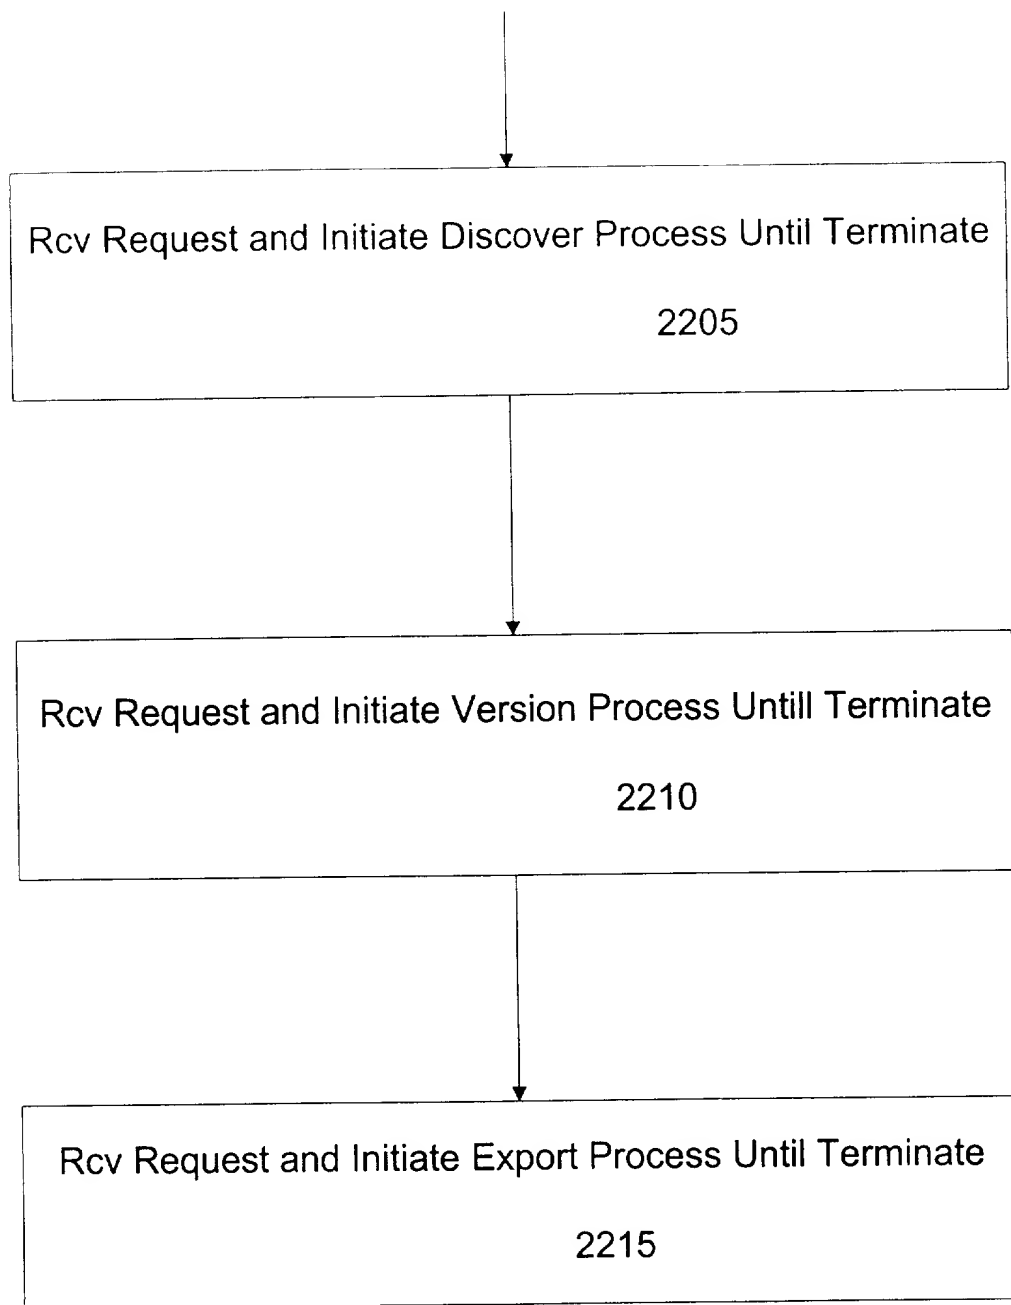 Rcv Request and Initiate Discover Process Until Terminate
2205
Rcv Request and Initiate Version Process Untill Terminate
2210
Rcv Request and Initiate Export Process Until Terminate
2215